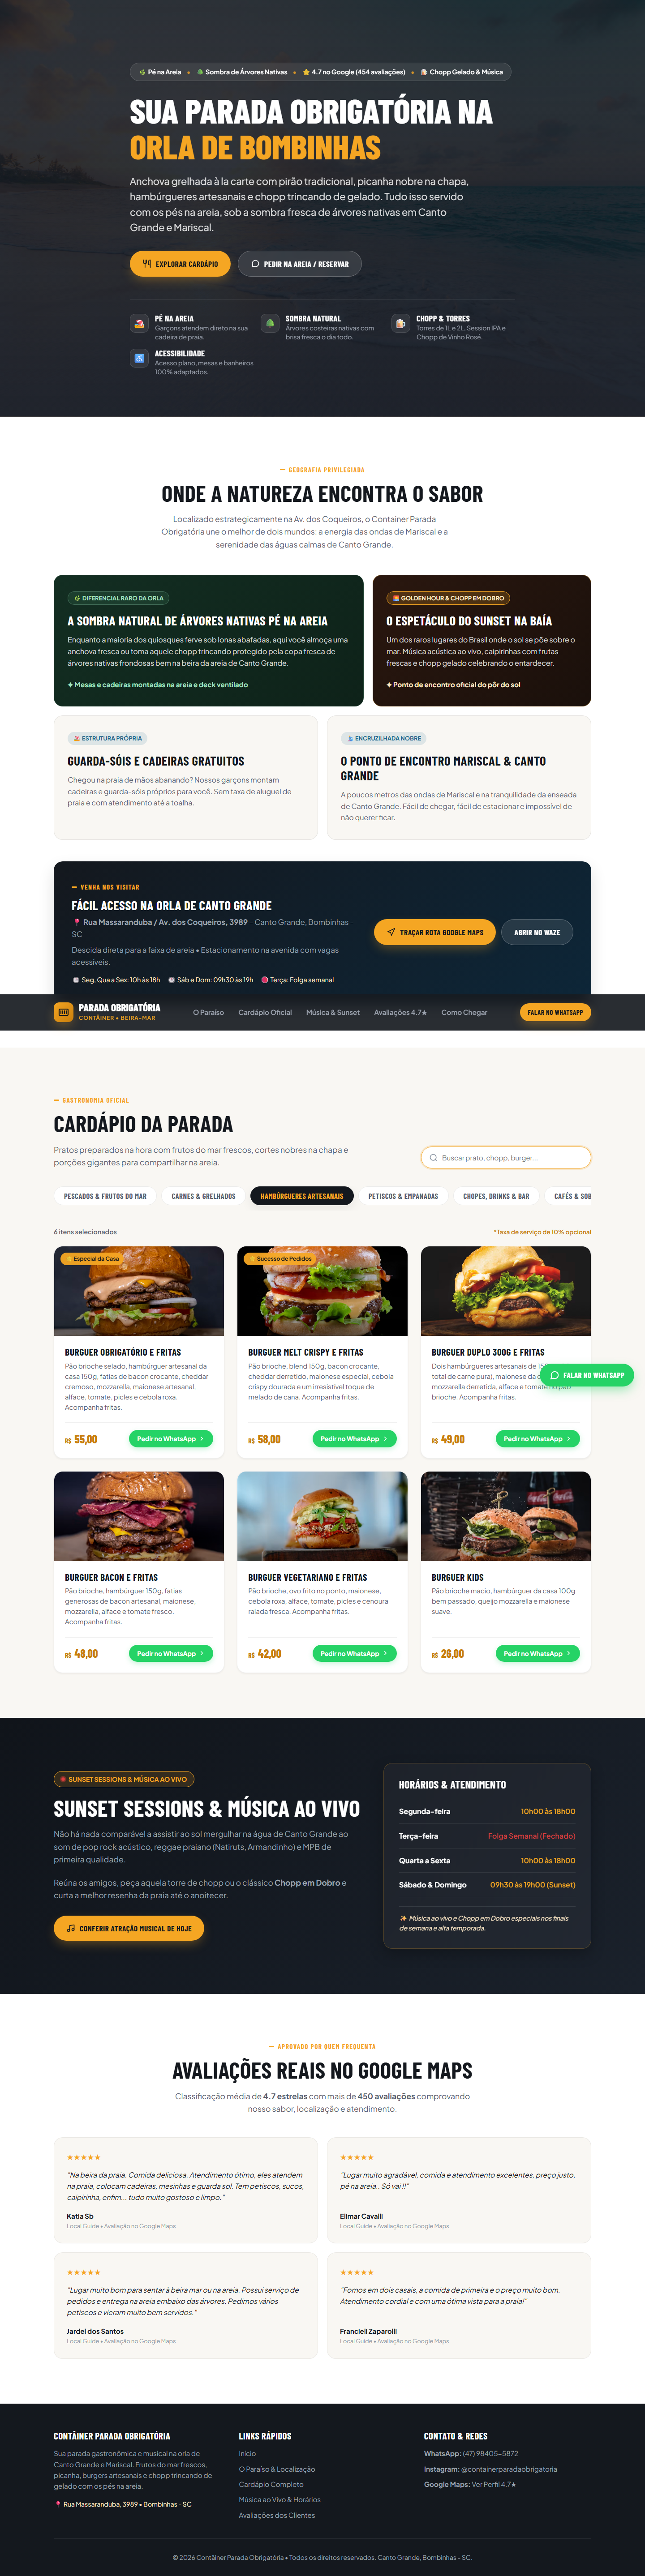 Pé na Areia • Sombra de Árvores Nativas • 4.7 no Google (454 avaliações) • Chopp Gelado & Música
SUA PARADA OBRIGATÓRIA NA
ORLA DE BOMBINHAS
Anchova grelhada à la carte com pirão tradicional, picanha nobre na chapa,
hambúrgueres artesanais e chopp trincando de gelado. Tudo isso servido
com os pés na areia, sob a sombra fresca de árvores nativas em Canto
Grande e Mariscal.
EXPLORAR CARDÁPIO
PEDIR NA AREIA / RESERVAR
PÉ NA AREIA
Garçons atendem direto na sua
cadeira de praia.
SOMBRA NATURAL
Árvores costeiras nativas com
brisa fresca o dia todo.
CHOPP & TORRES
Torres de 1L e 2L, Session IPA e
Chopp de Vinho Rosé.
ACESSIBILIDADE
Acesso plano, mesas e banheiros
100% adaptados.
GEOGRAFIA PRIVILEGIADA
ONDE A NATUREZA ENCONTRA O SABOR
Localizado estrategicamente na Av. dos Coqueiros, o Container Parada
Obrigatória une o melhor de dois mundos: a energia das ondas de Mariscal e a
serenidade das águas calmas de Canto Grande.
DIFERENCIAL RARO DA ORLA
A SOMBRA NATURAL DE ÁRVORES NATIVAS PÉ NA AREIA
Enquanto a maioria dos quiosques ferve sob lonas abafadas, aqui você almoça uma
anchova fresca ou toma aquele chopp trincando protegido pela copa fresca de
árvores nativas frondosas bem na beira da areia de Canto Grande.
✦ Mesas e cadeiras montadas na areia e deck ventilado
GOLDEN HOUR & CHOPP EM DOBRO
O ESPETÁCULO DO SUNSET NA BAÍA
Um dos raros lugares do Brasil onde o sol se põe sobre o
mar. Música acústica ao vivo, caipirinhas com frutas
frescas e chopp gelado celebrando o entardecer.
✦ Ponto de encontro oficial do pôr do sol
ESTRUTURA PRÓPRIA
GUARDA-SÓIS E CADEIRAS GRATUITOS
Chegou na praia de mãos abanando? Nossos garçons montam
cadeiras e guarda-sóis próprios para você. Sem taxa de aluguel de
praia e com atendimento até a toalha.
ENCRUZILHADA NOBRE
O PONTO DE ENCONTRO MARISCAL & CANTO
GRANDE
A poucos metros das ondas de Mariscal e na tranquilidade da enseada
de Canto Grande. Fácil de chegar, fácil de estacionar e impossível de
não querer ficar.
VENHA NOS VISITAR
FÁCIL ACESSO NA ORLA DE CANTO GRANDE
Rua Massaranduba / Av. dos Coqueiros, 3989 – Canto Grande, Bombinhas -
SC
Descida direta para a faixa de areia • Estacionamento na avenida com vagas
acessíveis.
Seg, Qua a Sex: 10h às 18h
Sáb e Dom: 09h30 às 19h
Terça: Folga semanal
TRAÇAR ROTA GOOGLE MAPS
ABRIR NO WAZE
PARADA OBRIGATÓRIA
CONTÂINER • BEIRA-MAR
O Paraíso
Cardápio Oficial
Música & Sunset
Avaliações 4.7★
Como Chegar
FALAR NO WHATSAPP
GASTRONOMIA OFICIAL
CARDÁPIO DA PARADA
Pratos preparados na hora com frutos do mar frescos, cortes nobres na chapa e
porções gigantes para compartilhar na areia.
Buscar prato, chopp, burger...
PESCADOS & FRUTOS DO MAR
CARNES & GRELHADOS
HAMBÚRGUERES ARTESANAIS
PETISCOS & EMPANADAS
CHOPES, DRINKS & BAR
CAFÉS & SOB
6 itens selecionados
*Taxa de serviço de 10% opcional
Especial da Casa
BURGUER OBRIGATÓRIO E FRITAS
Pão brioche selado, hambúrguer artesanal da
casa 150g, fatias de bacon crocante, cheddar
cremoso, mozzarella, maionese artesanal,
alface, tomate, picles e cebola roxa.
Acompanha fritas.
R$ 55,00
Pedir no WhatsApp
Sucesso de Pedidos
BURGUER MELT CRISPY E FRITAS
Pão brioche, blend 150g, bacon crocante,
cheddar derretido, maionese especial, cebola
crispy dourada e um irresistível toque de
melado de cana. Acompanha fritas.
R$ 58,00
Pedir no WhatsApp
BURGUER DUPLO 300G E FRITAS
Dois hambúrgueres artesanais de
total de carne pura), maionese da
mozzarella derretida, alface e tomate no pão
brioche. Acompanha fritas.
FALAR NO WHATSAPP
R$ 49,00
Pedir no WhatsApp
BURGUER BACON E FRITAS
Pão brioche, hambúrguer 150g, fatias
generosas de bacon artesanal, maionese,
mozzarella, alface e tomate fresco.
Acompanha fritas.
R$ 48,00
Pedir no WhatsApp
BURGUER VEGETARIANO E FRITAS
Pão brioche, ovo frito no ponto, maionese,
cebola roxa, alface, tomate, picles e cenoura
ralada fresca. Acompanha fritas.
R$ 42,00
Pedir no WhatsApp
BURGUER KIDS
Pão brioche macio, hambúrguer da casa 100g
bem passado, queijo mozzarella e maionese
suave.
R$ 26,00
Pedir no WhatsApp
SUNSET SESSIONS & MÚSICA AO VIVO
SUNSET SESSIONS & MÚSICA AO VIVO
Não há nada comparável a assistir ao sol mergulhar na água de Canto Grande ao
som de pop rock acústico, reggae praiano (Natiruts, Armandinho) e MPB de
primeira qualidade.
Reúna os amigos, peça aquela torre de chopp ou o clássico Chopp em Dobro e
curta a melhor resenha da praia até o anoitecer.
CONFERIR ATRAÇÃO MUSICAL DE HOJE
HORÁRIOS & ATENDIMENTO
Segunda-feira 10h00 às 18h00
Terça-feira Folga Semanal (Fechado)
Quarta a Sexta 10h00 às 18h00
Sábado & Domingo 09h30 às 19h00 (Sunset)
Música ao vivo e Chopp em Dobro especiais nos finais
de semana e alta temporada.
APROVADO POR QUEM FREQUENTA
AVALIAÇÕES REAIS NO GOOGLE MAPS
Classificação média de 4.7 estrelas com mais de 450 avaliações comprovando
nosso sabor, localização e atendimento.
★★★★★
"Na beira da praia. Comida deliciosa. Atendimento ótimo, eles atendem
na praia, colocam cadeiras, mesinhas e guarda sol. Tem petiscos, sucos,
caipirinha, enfim... tudo muito gostoso e limpo."
Katia Sb
Local Guide • Avaliação no Google Maps
★★★★★
"Lugar muito agradável, comida e atendimento excelentes, preço justo,
pé na areia.. Só vai !!"
Elimar Cavalli
Local Guide • Avaliação no Google Maps
★★★★★
"Lugar muito bom para sentar à beira mar ou na areia. Possui serviço de
pedidos e entrega na areia embaixo das árvores. Pedimos vários
petiscos e vieram muito bem servidos."
Jardel dos Santos
Local Guide • Avaliação no Google Maps
★★★★★
"Fomos em dois casais, a comida de primeira e o preço muito bom.
Atendimento cordial e com uma ótima vista para a praia!"
Francieli Zaparolli
Local Guide • Avaliação no Google Maps
CONTÂINER PARADA OBRIGATÓRIA
Sua parada gastronômica e musical na orla de
Canto Grande e Mariscal. Frutos do mar frescos,
picanha, burgers artesanais e chopp trincando de
gelado com os pés na areia.
Rua Massaranduba, 3989 • Bombinhas - SC
LINKS RÁPIDOS
Início
O Paraíso & Localização
Cardápio Completo
Música ao Vivo & Horários
Avaliações dos Clientes
CONTATO & REDES
WhatsApp: (47) 98405-5872
Instagram: @containerparadaobrigatoria
Google Maps: Ver Perfil 4.7★
© 2026 Contâiner Parada Obrigatória • Todos os direitos reservados. Canto Grande, Bombinhas - SC.